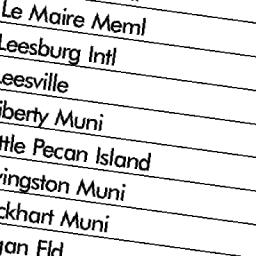 Le Maire Meml
Leesburg Intl
Leesville
iberty Muni
ttle Pecan Island
vingston Muni
ckhart Muni
gan Fld